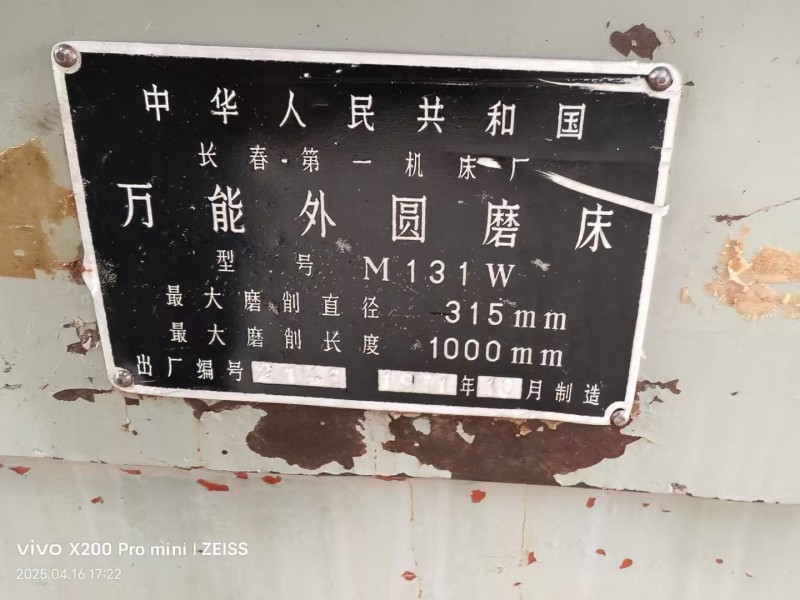 中华人民共和国
长春第一机床厂
万能外圆磨床
型号 M131W
最大磨削直径 315mm
最大磨削长度 1000mm
出厂编号 年 10月制造
vivo X200 Pro mini | ZEISS
2025.04.16 17:22